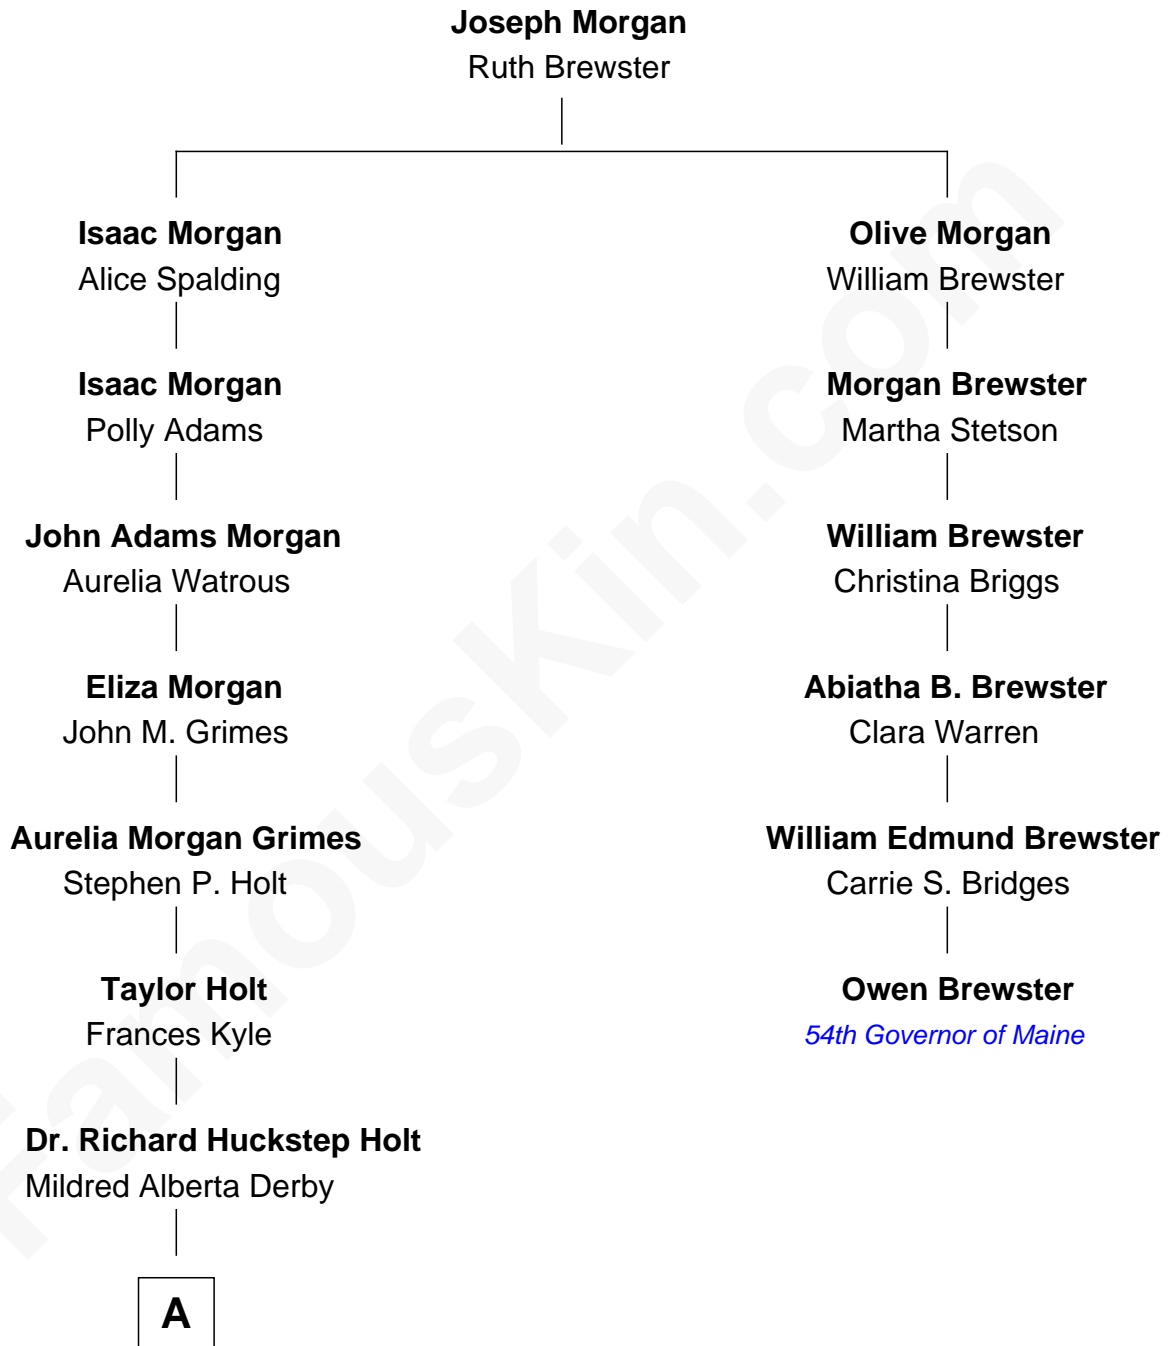 Joseph Morgan
Ruth Brewster
Isaac Morgan
Alice Spalding
Isaac Morgan
Polly Adams
John Adams Morgan
Aurelia Watrous
Eliza Morgan
John M. Grimes
Aurelia Morgan Grimes
Stephen P. Holt
Taylor Holt
Frances Kyle
Dr. Richard Huckstep Holt
Mildred Alberta Derby
A
Olive Morgan
William Brewster
Morgan Brewster
Martha Stetson
William Brewster
Christina Briggs
Abiatha B. Brewster
Clara Warren
William Edmund Brewster
Carrie S. Bridges
Owen Brewster
54th Governor of Maine
FamousKin.com